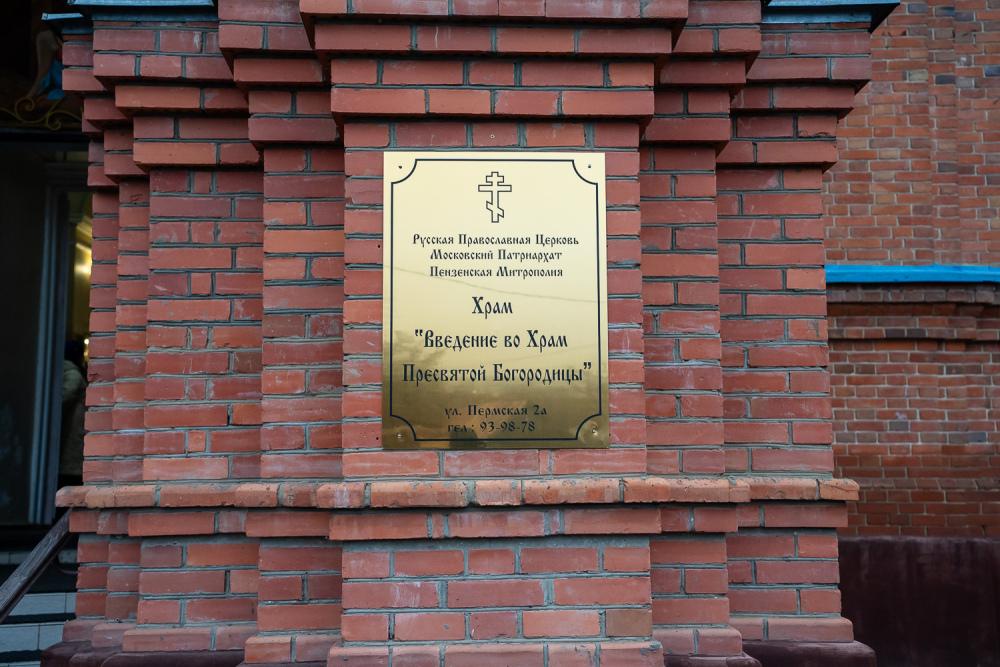 Русская Православная Церковь
Московский Патриархат
Пензенская Митрополия
Храм
"Введение во Храм
Пресвятой Богородицы"
ул. Пермская 2а
тел.: 93-98-78